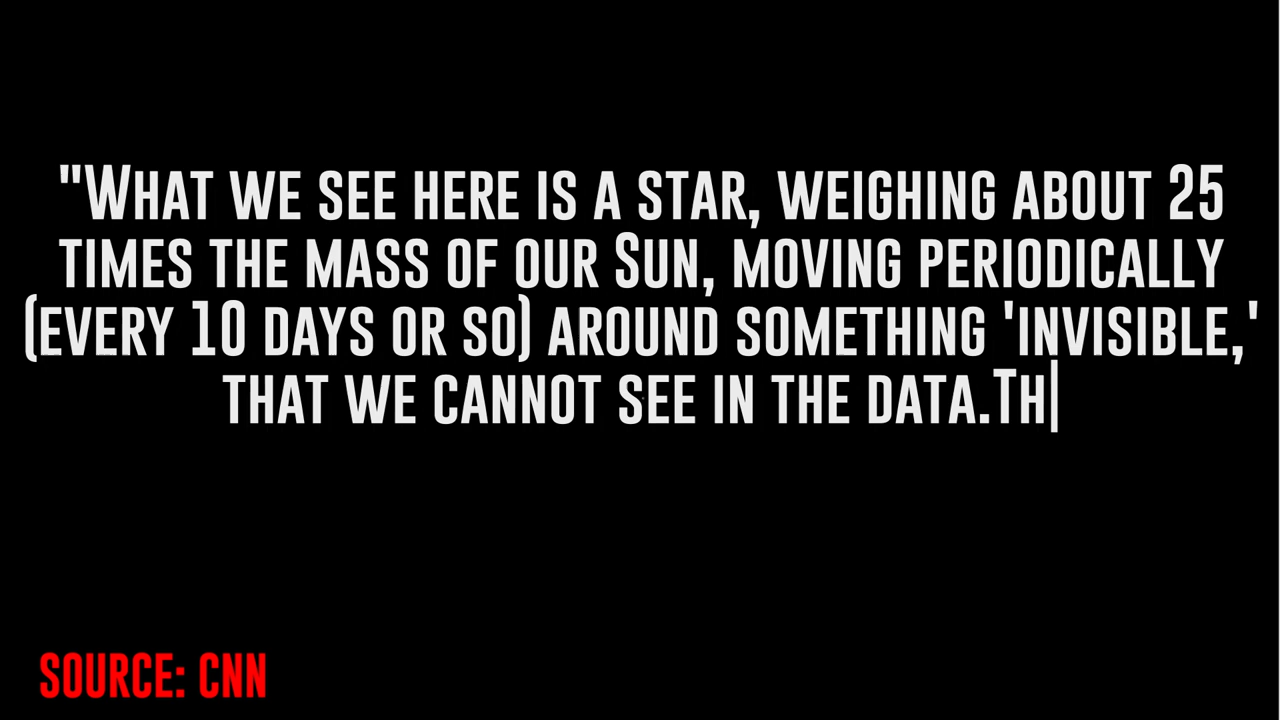 "What we see here is a star, weighing about 25
times the mass of our Sun, moving periodically
(every 10 days or so) around something 'invisible,'
that we cannot see in the data.Th
SOURCE: CNN